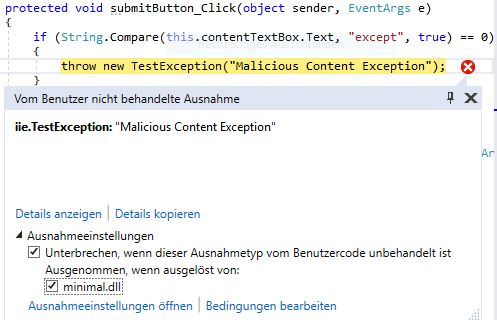 protected void submitButton_Click(object sender, EventArgs e)
{
if (String.Compare(this.contentTextBox.Text, "except", true) == 0)
{
throw new TestException("Malicious Content Exception");
}
Vom Benutzer nicht behandelte Ausnahme
iie.TestException: "Malicious Content Exception"
Ar
Details anzeigen | Details kopieren
Ausnahmeeinstellungen
Unterbrechen, wenn dieser Ausnahmetyp vom Benutzercode unbehandelt ist
Ausgenommen, wenn ausgelöst von:
minimal.dll
Ausnahmeeinstellungen öffnen | Bedingungen bearbeiten